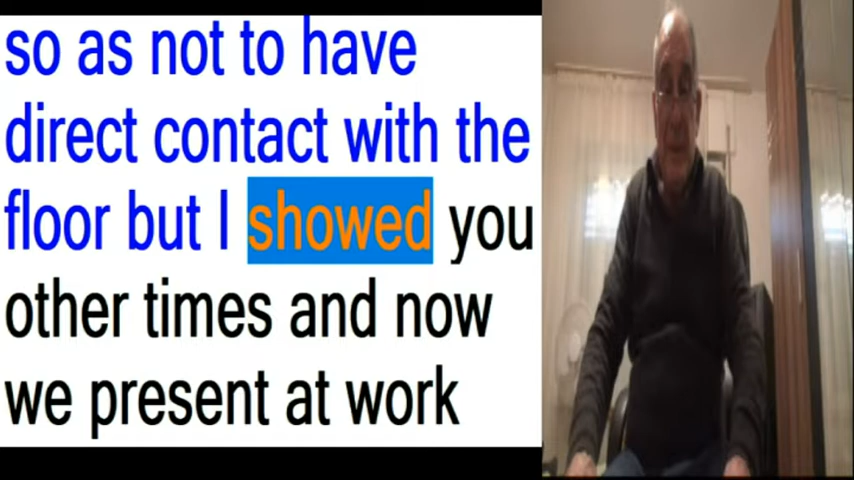 so as not to have
direct contact with the
floor but I showed you
other times and now
we present at work